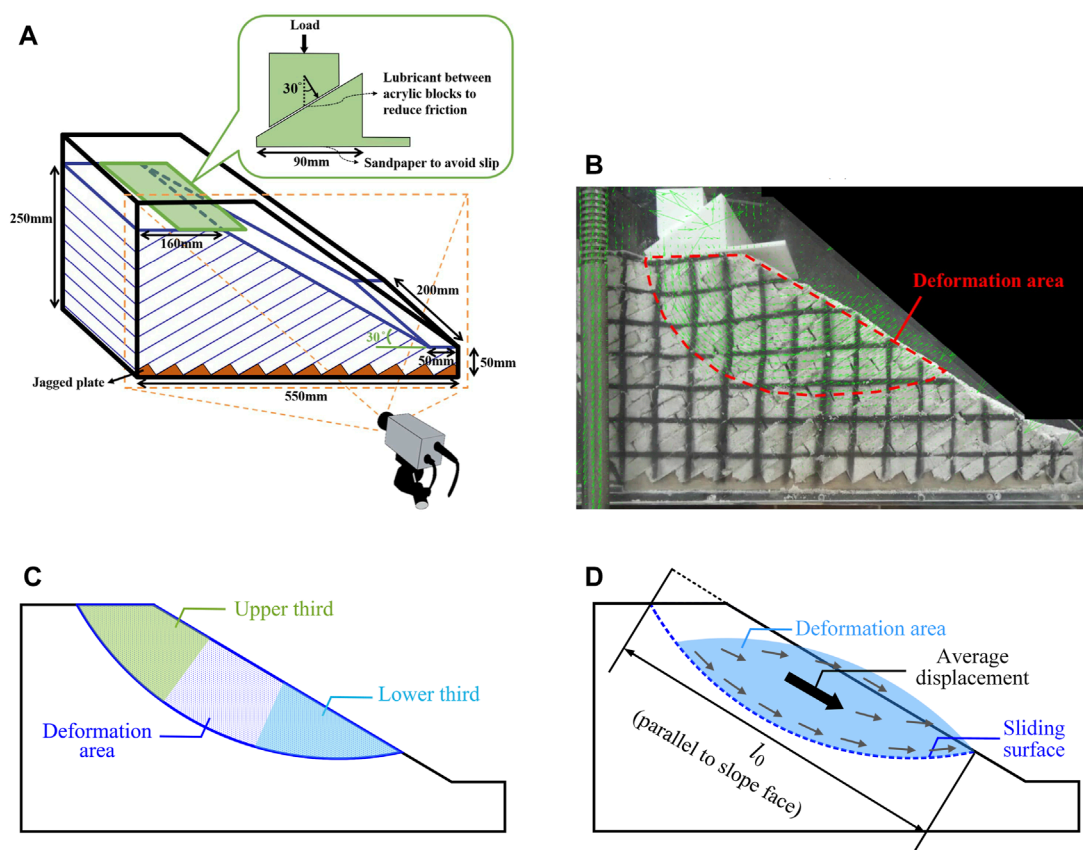 A
Load
30°
Lubricant between
acrylic blocks to
reduce friction
90mm
Sandpaper to avoid slip
250mm
160mm
200mm
30°
50mm
50mm
Jagged plate
550mm
B
Deformation area
C
Upper third
Lower third
Deformation
area
D
Deformation area
Average
displacement
Sliding
surface
l₀
(parallel to slope face)